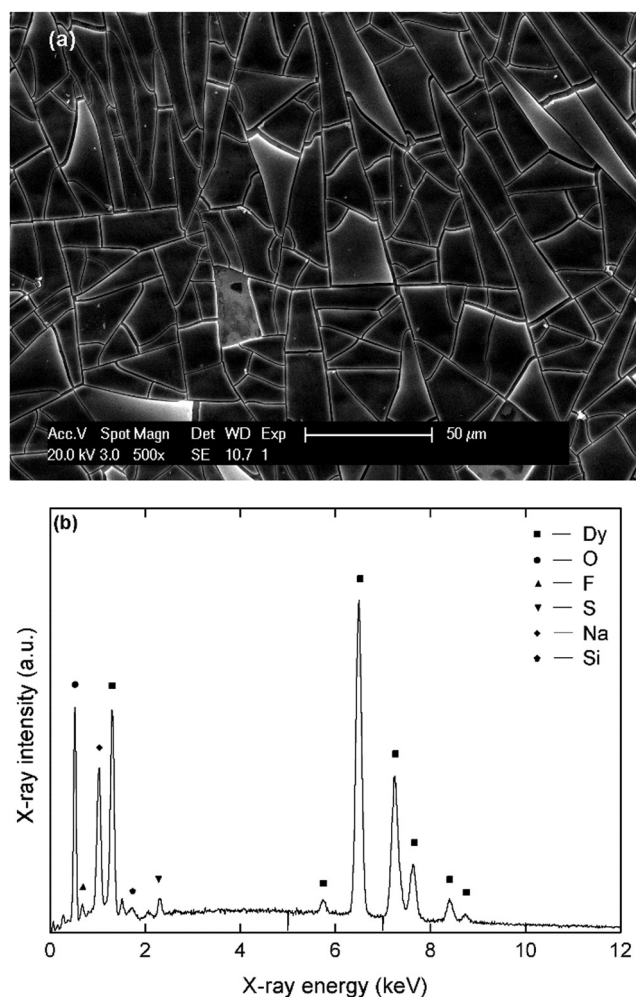 (a)
Acc.V Spot Magn Det WD Exp
20.0 kV 3.0 500x SE 10.7 1
50 µm
(b)
Dy
O
F
S
Na
Si
X-ray intensity (a.u.)
0 2 4 6 8 10 12
X-ray energy (keV)